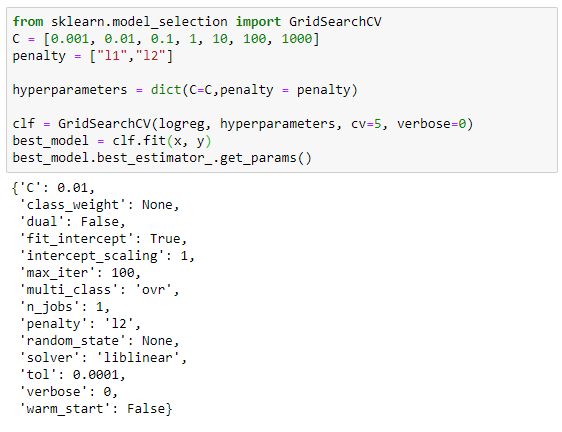 from sklearn.model_selection import GridSearchCV
C = [0.001, 0.01, 0.1, 1, 10, 100, 1000]
penalty = ["l1","l2"]
hyperparameters = dict(C=C,penalty = penalty)
clf = GridSearchCV(logreg, hyperparameters, cv=5, verbose=0)
best_model = clf.fit(x, y)
best_model.best_estimator_.get_params()
{'C': 0.01,
 'class_weight': None,
 'dual': False,
 'fit_intercept': True,
 'intercept_scaling': 1,
 'max_iter': 100,
 'multi_class': 'ovr',
 'n_jobs': 1,
 'penalty': 'l2',
 'random_state': None,
 'solver': 'liblinear',
 'tol': 0.0001,
 'verbose': 0,
 'warm_start': False}